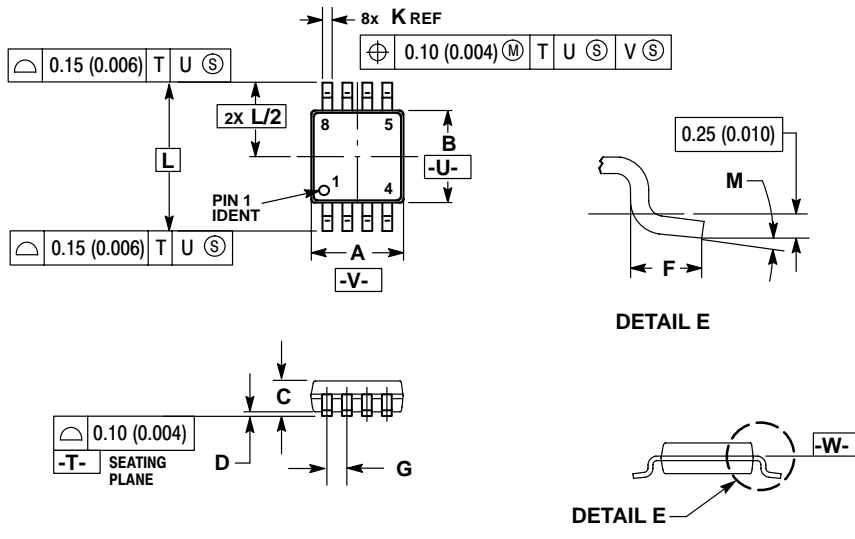 8x K REF
⌖ 0.10 (0.004) Ⓜ T U Ⓢ V Ⓢ
⌓ 0.15 (0.006) T U Ⓢ
2X L/2
8 5
B
-U-
L
1 4
PIN 1
IDENT
⌓ 0.15 (0.006) T U Ⓢ
A
-V-
0.25 (0.010)
M
F
DETAIL E
C
⌓ 0.10 (0.004)
-T- SEATING
PLANE
D
G
-W-
DETAIL E